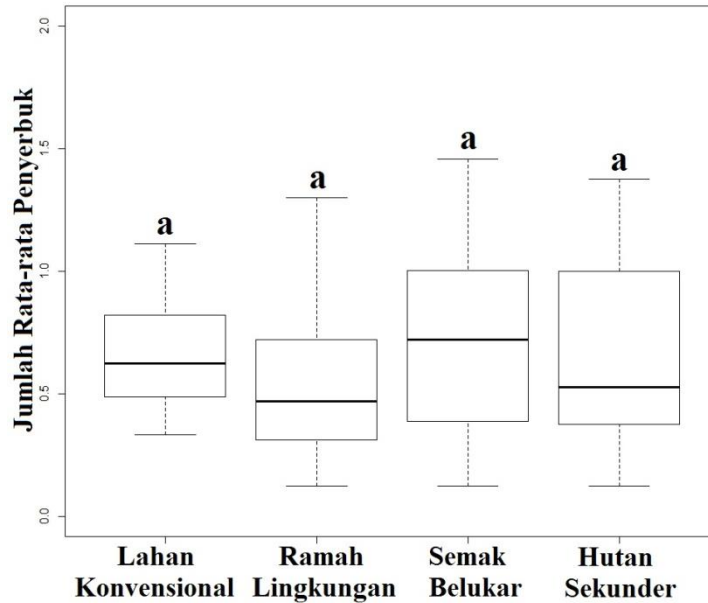 Jumlah Rata-rata Penyerbuk
2.0
1.5
1.0
0.5
0.0
a
a
a
a
Lahan Konvensional
Ramah Lingkungan
Semak Belukar
Hutan Sekunder